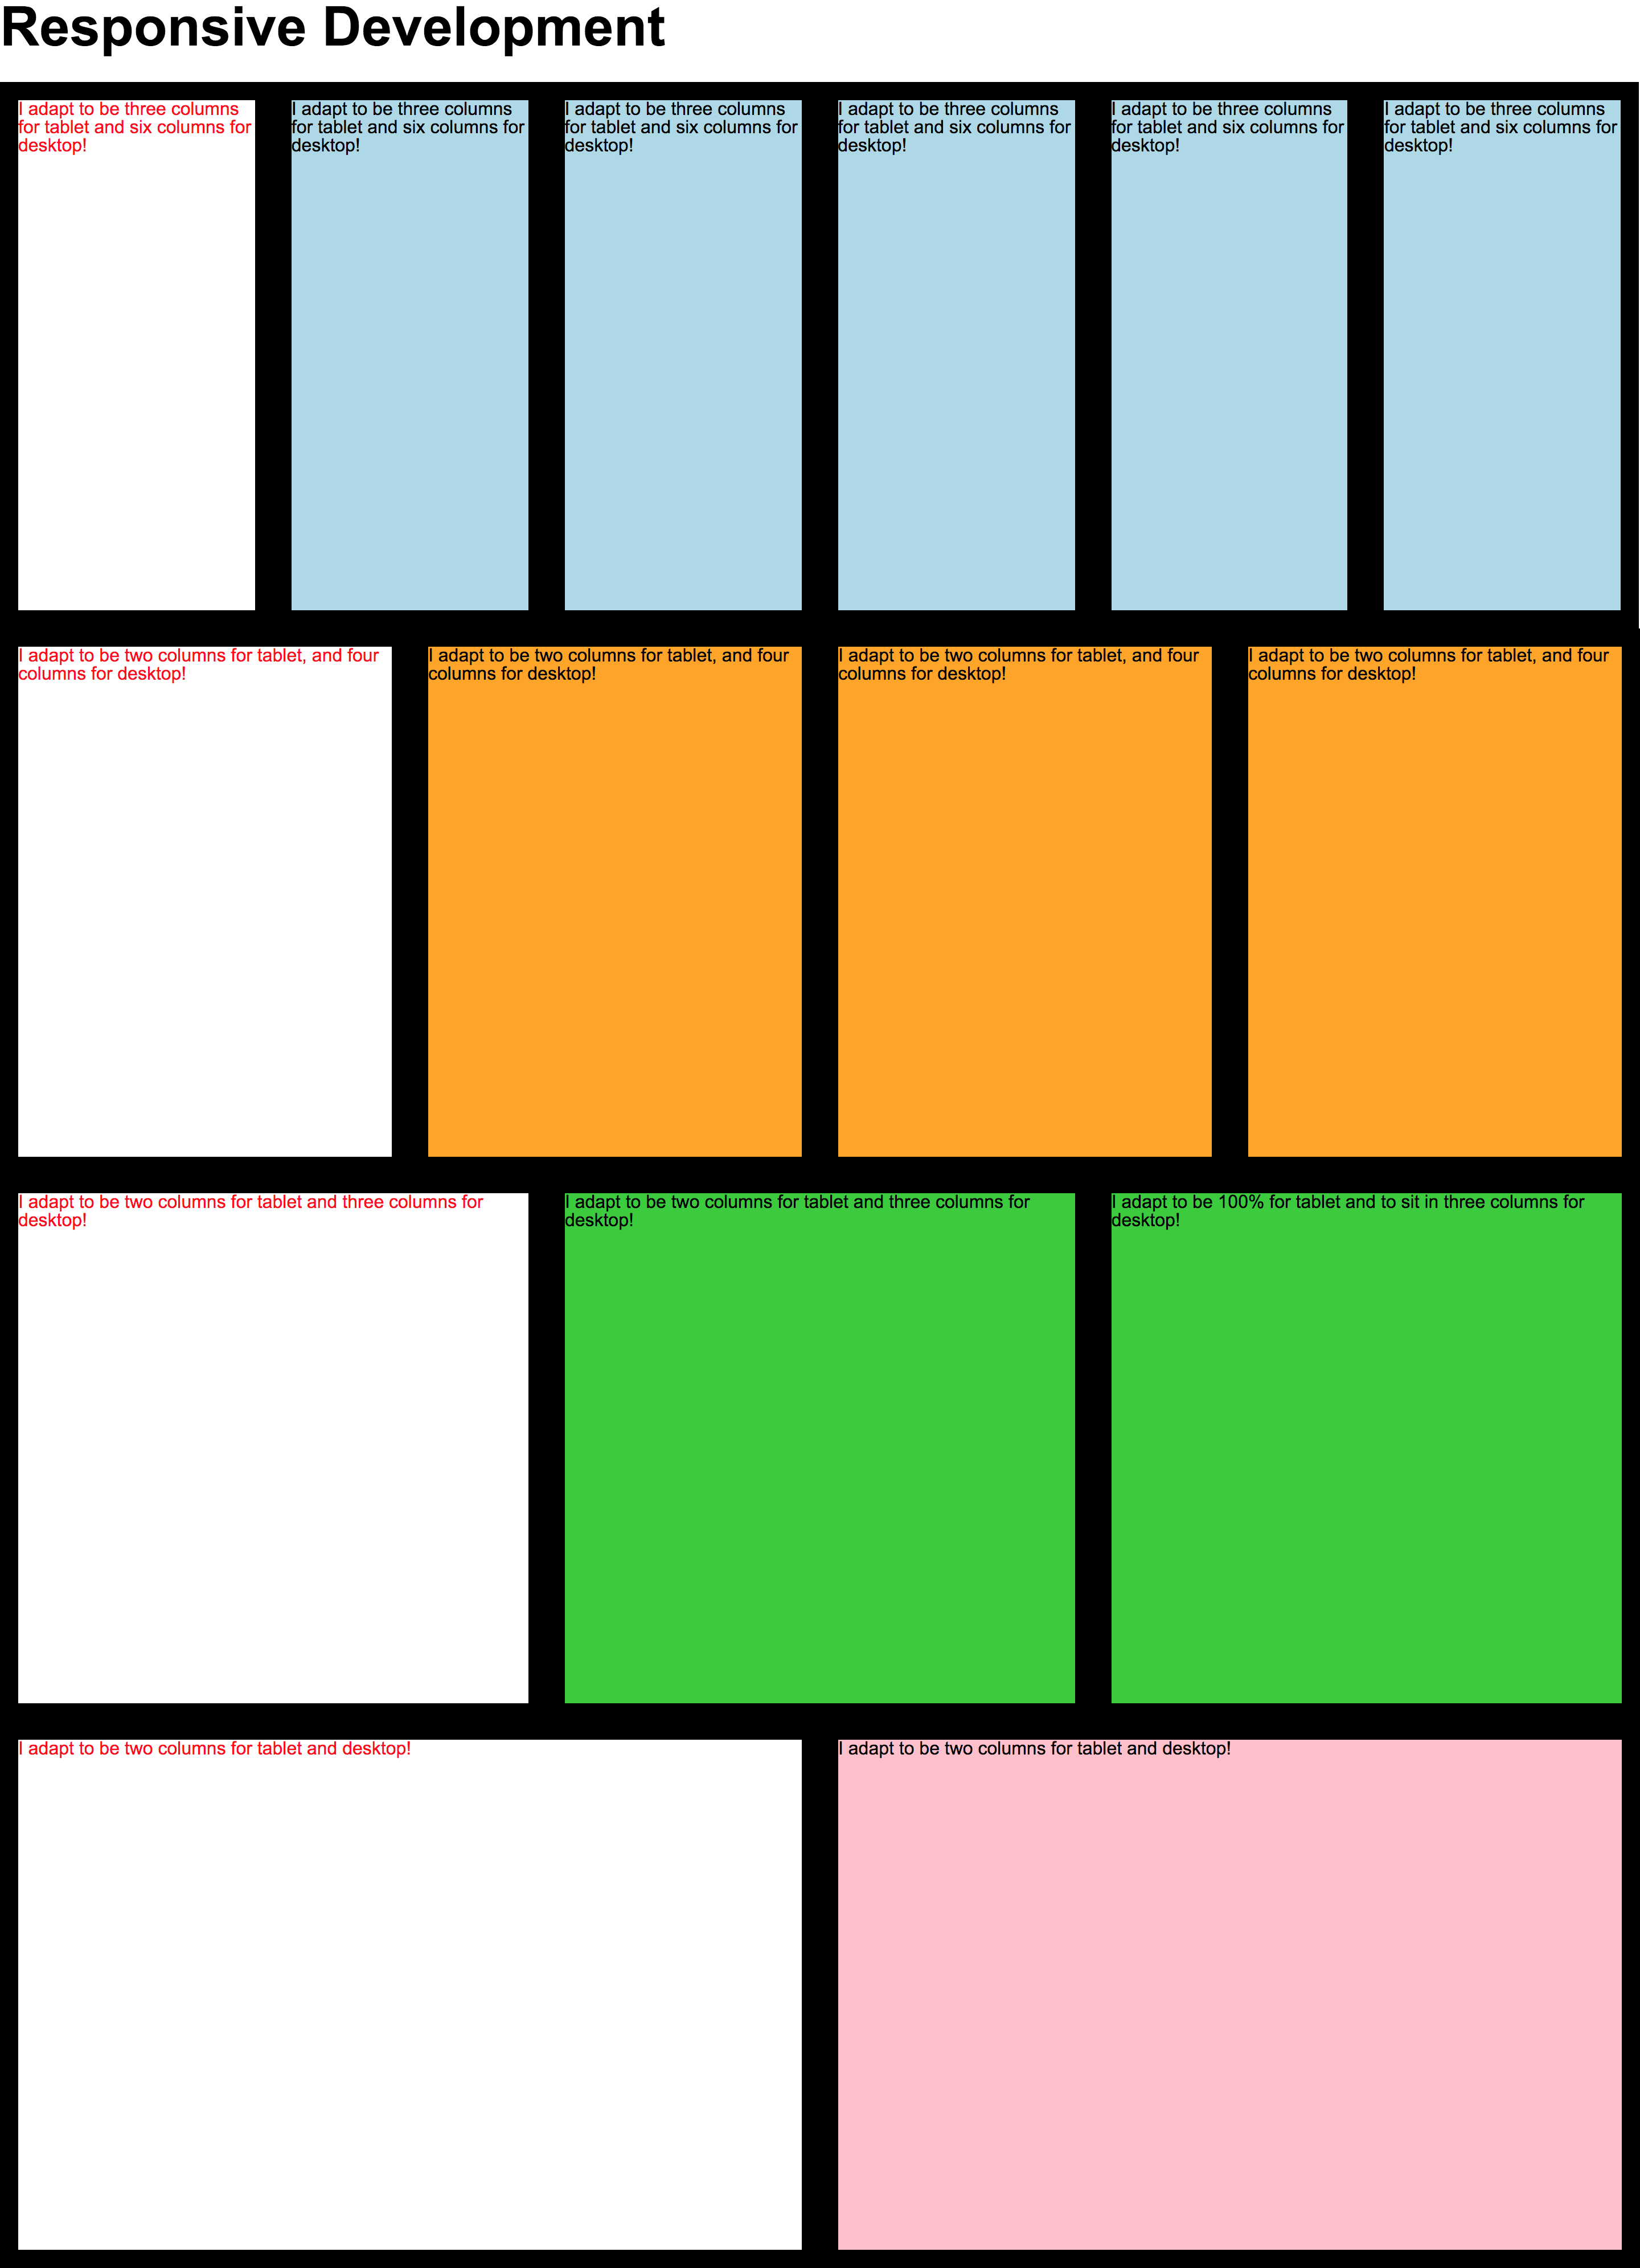 Responsive Development
I adapt to be three columns
for tablet and six columns for
desktop!
I adapt to be three columns
for tablet and six columns for
desktop!
I adapt to be three columns
for tablet and six columns for
desktop!
I adapt to be three columns
for tablet and six columns for
desktop!
I adapt to be three columns
for tablet and six columns for
desktop!
I adapt to be three columns
for tablet and six columns for
desktop!
I adapt to be two columns for tablet, and four
columns for desktop!
I adapt to be two columns for tablet, and four
columns for desktop!
I adapt to be two columns for tablet, and four
columns for desktop!
I adapt to be two columns for tablet, and four
columns for desktop!
I adapt to be two columns for tablet and three columns for
desktop!
I adapt to be two columns for tablet and three columns for
desktop!
I adapt to be 100% for tablet and to sit in three columns for
desktop!
I adapt to be two columns for tablet and desktop!
I adapt to be two columns for tablet and desktop!